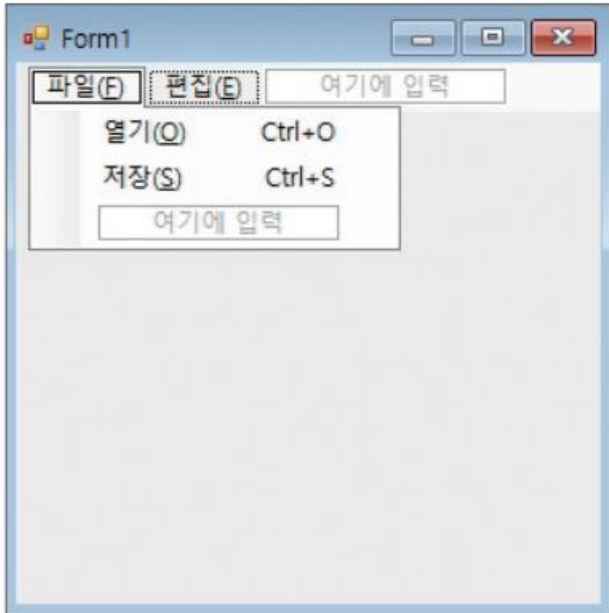 Form1
파일(F) 편집(E) 여기에 입력
열기(O) Ctrl+O
저장(S) Ctrl+S
여기에 입력